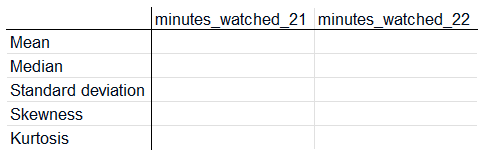 minutes_watched_21 minutes_watched_22
Mean
Median
Standard deviation
Skewness
Kurtosis